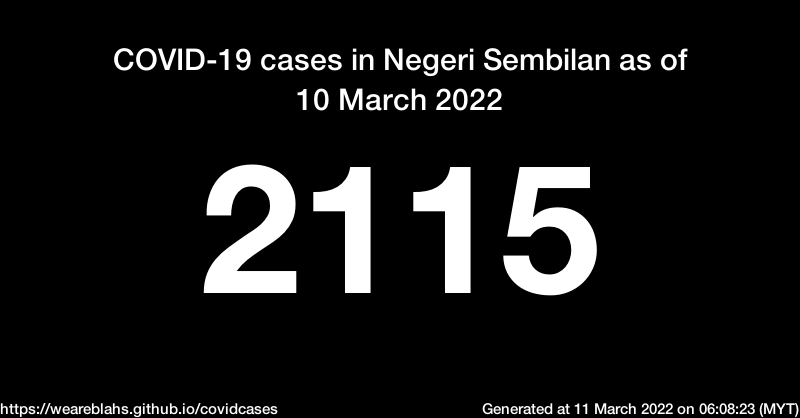 COVID-19 cases in Negeri Sembilan as of
10 March 2022
2115
https://weareblahs.github.io/covidcases
Generated at 11 March 2022 on 06:08:23 (MYT)